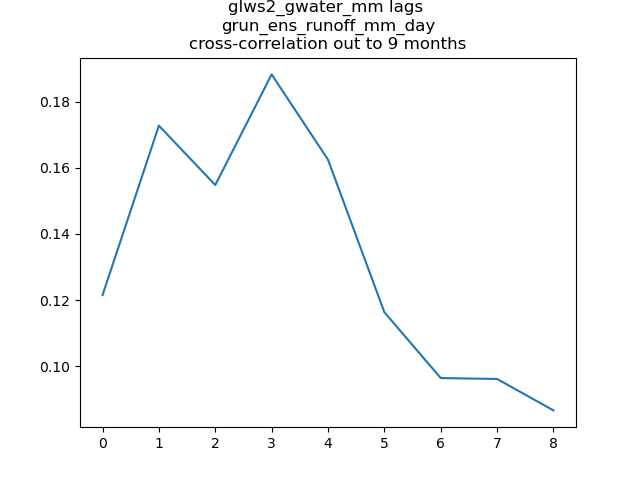 glws2_gwater_mm lags
grun_ens_runoff_mm_day
cross-correlation out to 9 months
0.18
0.16
0.14
0.12
0.10
0 1 2 3 4 5 6 7 8